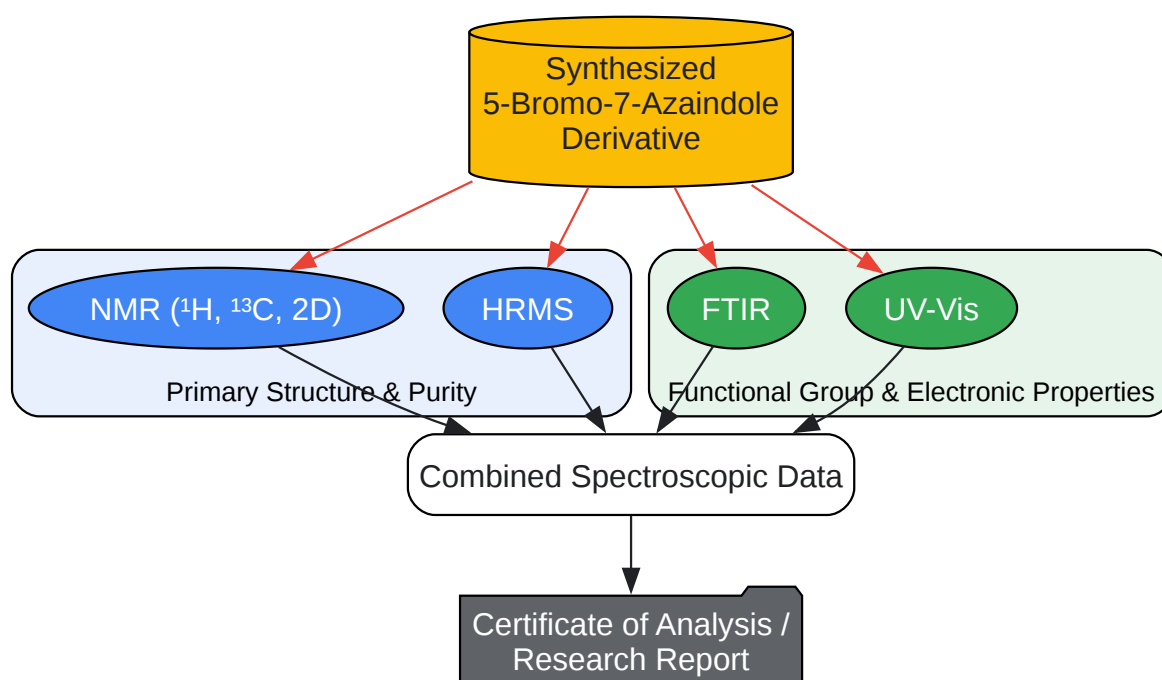 Synthesized
5-Bromo-7-Azaindole
Derivative
NMR (¹H, ¹³C, 2D)
HRMS
FTIR
UV-Vis
Primary Structure & Purity
Functional Group & Electronic Properties
Combined Spectroscopic Data
Certificate of Analysis /
Research Report